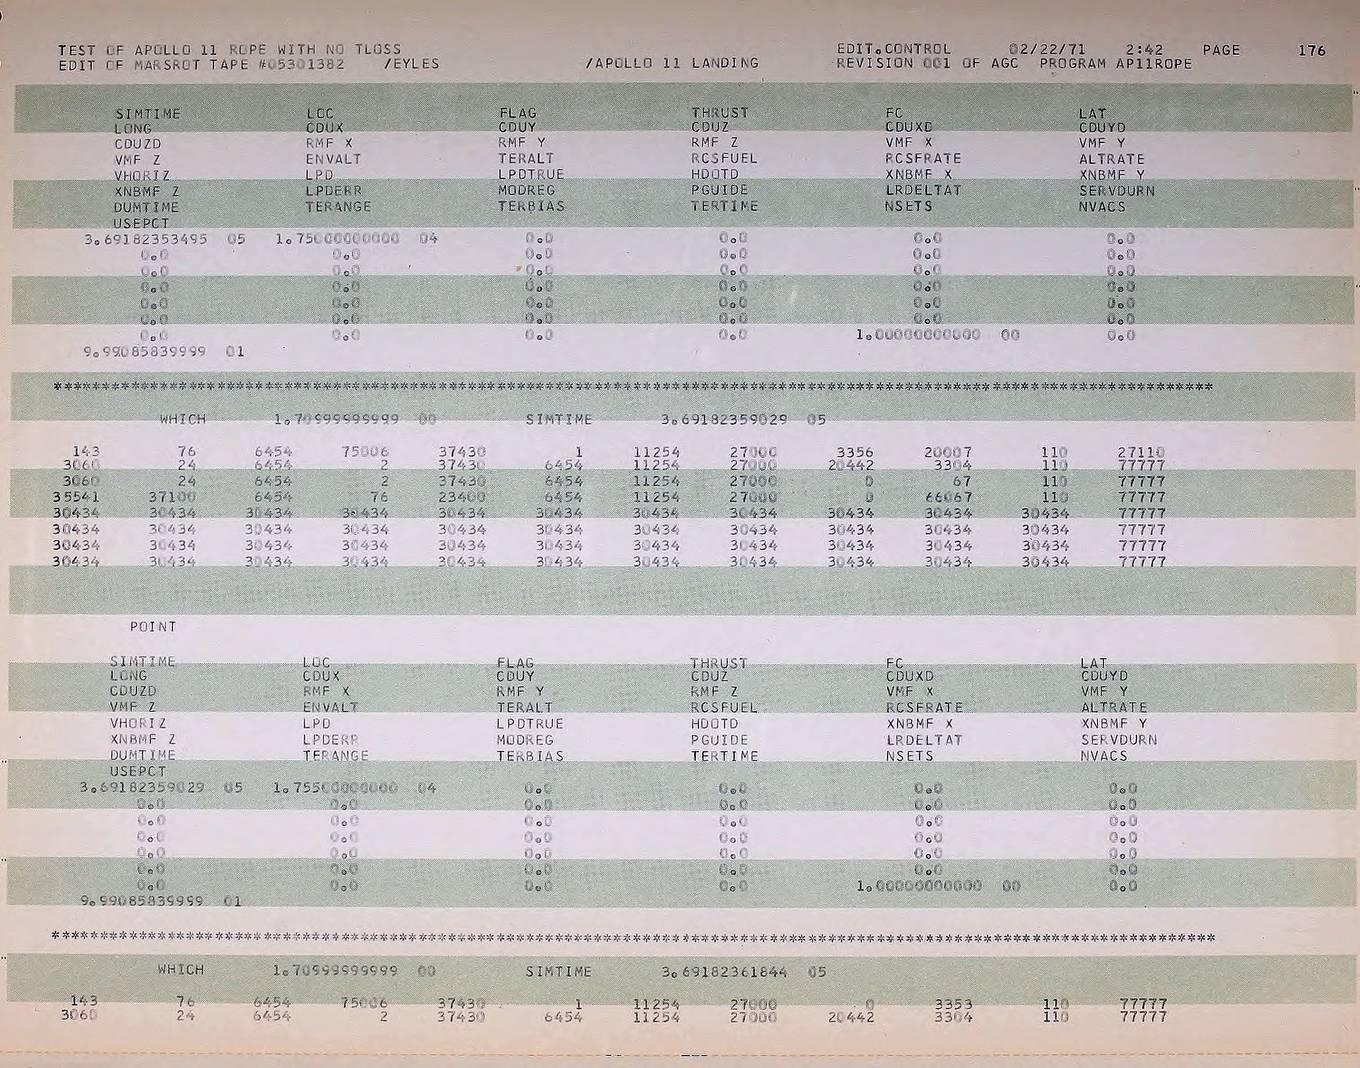 TEST OF APOLLO 11 ROPE WITH NO TLOSS EDIT.CONTROL 02/22/71 2:42 PAGE 176
EDIT OF MARSROT TAPE #05301382 /EYLES /APOLLO 11 LANDING REVISION 001 OF AGC PROGRAM AP11ROPE
SIMTIME LOC FLAG THRUST FC LAT
LONG CDUX CDUY CDUZ CDUXD CDUYD
CDUZD RMF X RMF Y RMF Z VMF X VMF Y
VMF Z ENVALT TERALT RCSFUEL RCSFRATE ALTRATE
VHORIZ LPD LPDTRUE HDOTD XNBMF X XNBMF Y
XNBMF Z LPDERR MODREG PGUIDE LRDELTAT SERVDURN
DUMTIME TERANGE TERBIAS TERTIME NSETS NVACS
USEPCT
3.69182353495 05 1.75000000000 04 0.0 0.0 0.0 0.0
0.0 0.0 0.0 0.0 0.0 0.0
0.0 0.0 0.0 0.0 0.0 0.0
0.0 0.0 0.0 0.0 0.0 0.0
0.0 0.0 0.0 0.0 0.0 0.0
0.0 0.0 0.0 0.0 0.0 0.0
0.0 0.0 0.0 0.0 1.00000000000 00 0.0
9.99085839999 01
************************************************************************************************************************
WHICH 1.70999999999 00 SIMTIME 3.69182359029 05
143 76 6454 75006 37430 1 11254 27000 3356 20007 110 27110
3060 24 6454 2 37430 6454 11254 27000 20442 3304 110 77777
3060 24 6454 2 37430 6454 11254 27000 0 67 110 77777
35541 37100 6454 76 23400 6454 11254 27000 0 66067 110 77777
30434 30434 30434 30434 30434 30434 30434 30434 30434 30434 30434 77777
30434 30434 30434 30434 30434 30434 30434 30434 30434 30434 30434 77777
30434 30434 30434 30434 30434 30434 30434 30434 30434 30434 30434 77777
30434 30434 30434 30434 30434 30434 30434 30434 30434 30434 30434 77777
POINT
SIMTIME LOC FLAG THRUST FC LAT
LONG CDUX CDUY CDUZ CDUXD CDUYD
CDUZD RMF X RMF Y RMF Z VMF X VMF Y
VMF Z ENVALT TERALT RCSFUEL RCSFRATE ALTRATE
VHORIZ LPD LPDTRUE HDOTD XNBMF X XNBMF Y
XNBMF Z LPDERR MODREG PGUIDE LRDELTAT SERVDURN
DUMTIME TERANGE TERBIAS TERTIME NSETS NVACS
USEPCT
3.69182359029 05 1.75500000000 04 0.0 0.0 0.0 0.0
0.0 0.0 0.0 0.0 0.0 0.0
0.0 0.0 0.0 0.0 0.0 0.0
0.0 0.0 0.0 0.0 0.0 0.0
0.0 0.0 0.0 0.0 0.0 0.0
0.0 0.0 0.0 0.0 0.0 0.0
0.0 0.0 0.0 0.0 1.00000000000 00 0.0
9.99085839999 01
************************************************************************************************************************
WHICH 1.70999999999 00 SIMTIME 3.69182361844 05
143 76 6454 75006 37430 1 11254 27000 0 3353 110 77777
3060 24 6454 2 37430 6454 11254 27000 20442 3304 110 77777